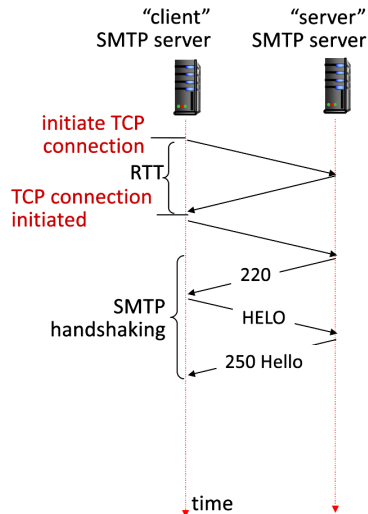 “client”
SMTP server
“server”
SMTP server
initiate TCP
connection
RTT
TCP connection
initiated
220
SMTP
handshaking
HELO
250 Hello
time